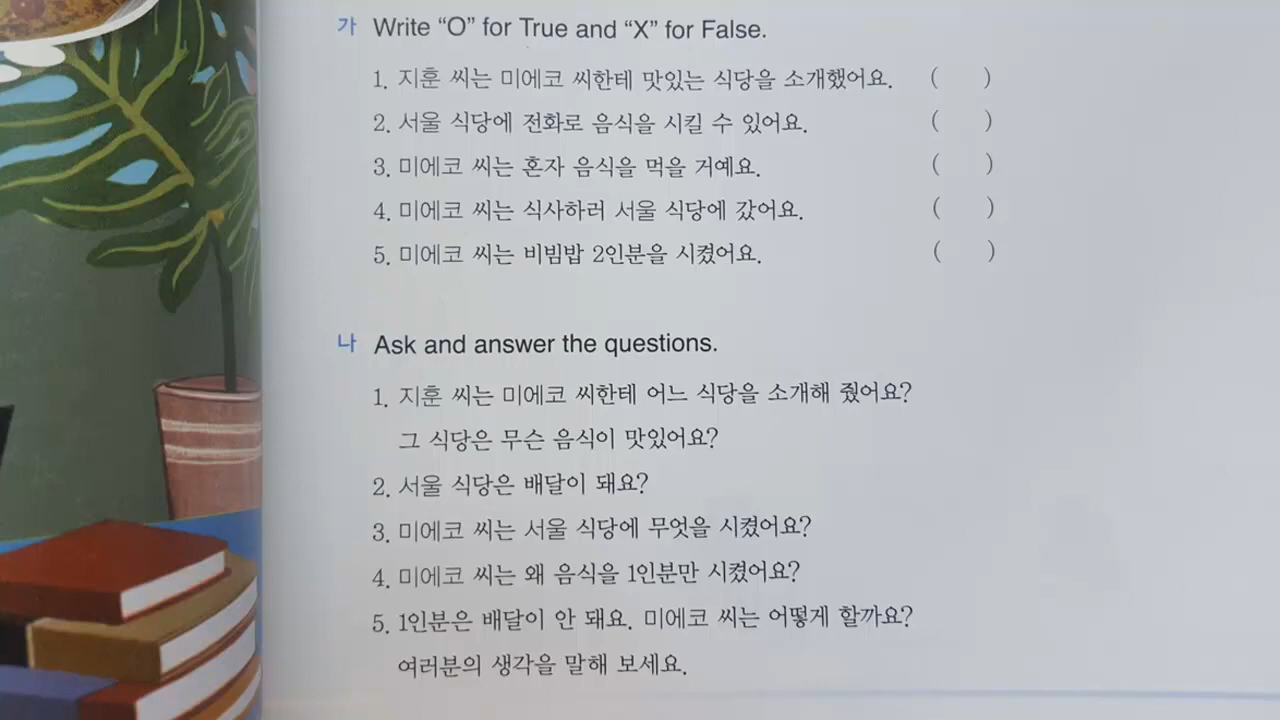 가 Write “O” for True and “X” for False.
1. 지훈 씨는 미에코 씨한테 맛있는 식당을 소개했어요. ( )
2. 서울 식당에 전화로 음식을 시킬 수 있어요. ( )
3. 미에코 씨는 혼자 음식을 먹을 거예요. ( )
4. 미에코 씨는 식사하러 서울 식당에 갔어요. ( )
5. 미에코 씨는 비빔밥 2인분을 시켰어요. ( )
나 Ask and answer the questions.
1. 지훈 씨는 미에코 씨한테 어느 식당을 소개해 줬어요?
그 식당은 무슨 음식이 맛있어요?
2. 서울 식당은 배달이 돼요?
3. 미에코 씨는 서울 식당에 무엇을 시켰어요?
4. 미에코 씨는 왜 음식을 1인분만 시켰어요?
5. 1인분은 배달이 안 돼요. 미에코 씨는 어떻게 할까요?
여러분의 생각을 말해 보세요.